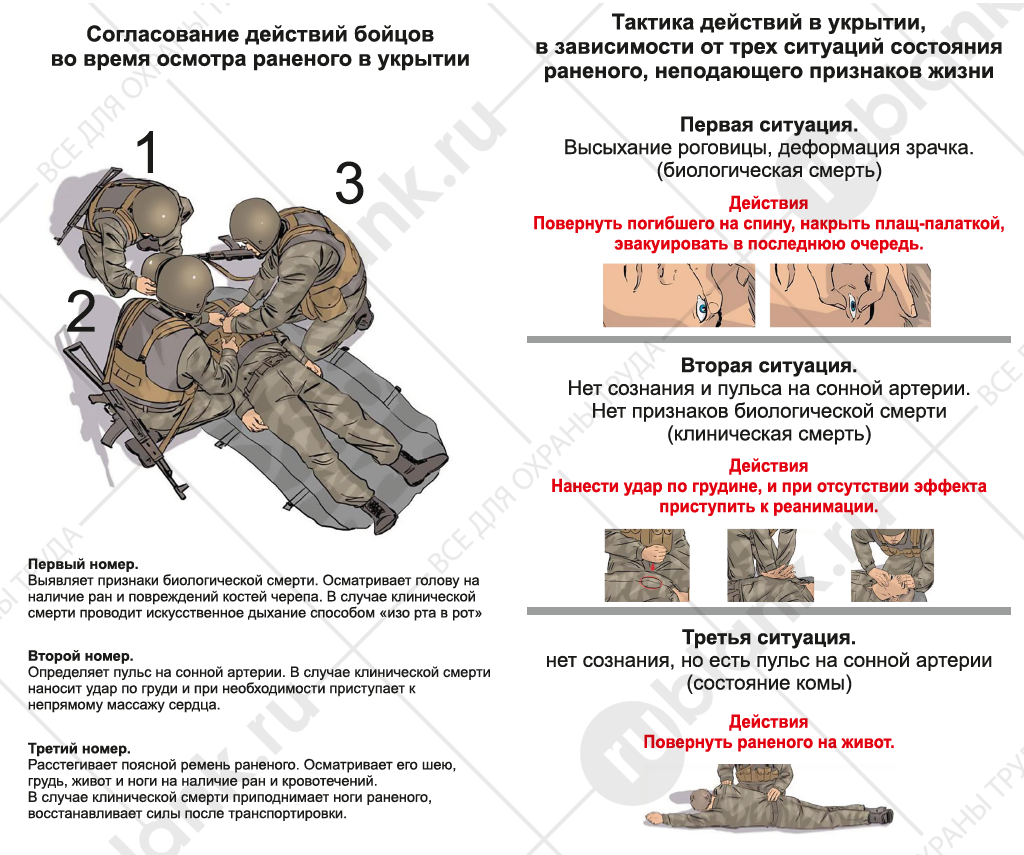 Согласование действий бойцов
во время осмотра раненого в укрытии
1
3
2
Первый номер.
Выявляет признаки биологической смерти. Осматривает голову на
наличие ран и повреждений костей черепа. В случае клинической
смерти проводит искусственное дыхание способом «изо рта в рот»
Второй номер.
Определяет пульс на сонной артерии. В случае клинической смерти
наносит удар по груди и при необходимости приступает к
непрямому массажу сердца.
Третий номер.
Расстегивает поясной ремень раненого. Осматривает его шею,
грудь, живот и ноги на наличие ран и кровотечений.
В случае клинической смерти приподнимает ноги раненого,
восстанавливает силы после транспортировки.
Тактика действий в укрытии,
в зависимости от трех ситуаций состояния
раненого, неподающего признаков жизни
Первая ситуация.
Высыхание роговицы, деформация зрачка.
(биологическая смерть)
Действия
Повернуть погибшего на спину, накрыть плащ-палаткой,
эвакуировать в последнюю очередь.
Вторая ситуация.
Нет сознания и пульса на сонной артерии.
Нет признаков биологической смерти
(клиническая смерть)
Действия
Нанести удар по грудине, и при отсутствии эффекта
приступить к реанимации.
Третья ситуация.
нет сознания, но есть пульс на сонной артерии
(состояние комы)
Действия
Повернуть раненого на живот.
rublank.ru
ВСЕ ДЛЯ ОХРАНЫ ТРУДА